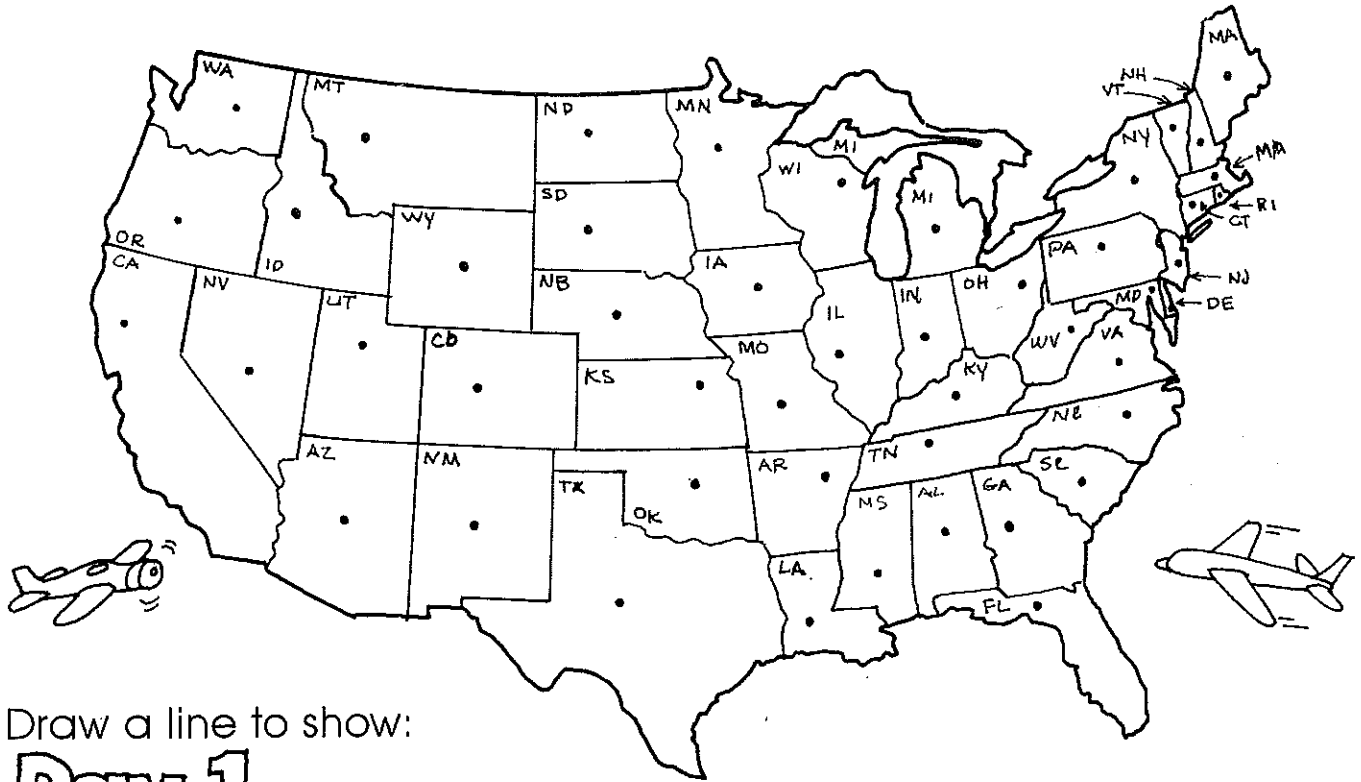 WA
MT
ND
MN
MA
NH
VT
NY
MA
RI
CT
OR
ID
WY
SD
WI
MI
MI
PA
NJ
DE
MD
CA
NV
UT
CO
NB
IA
IL
IN
OH
WV
VA
KS
MO
KY
NC
AZ
NM
TX
OK
AR
TN
SC
MS
AL
GA
LA
FL
Draw a line to show:
Day 1